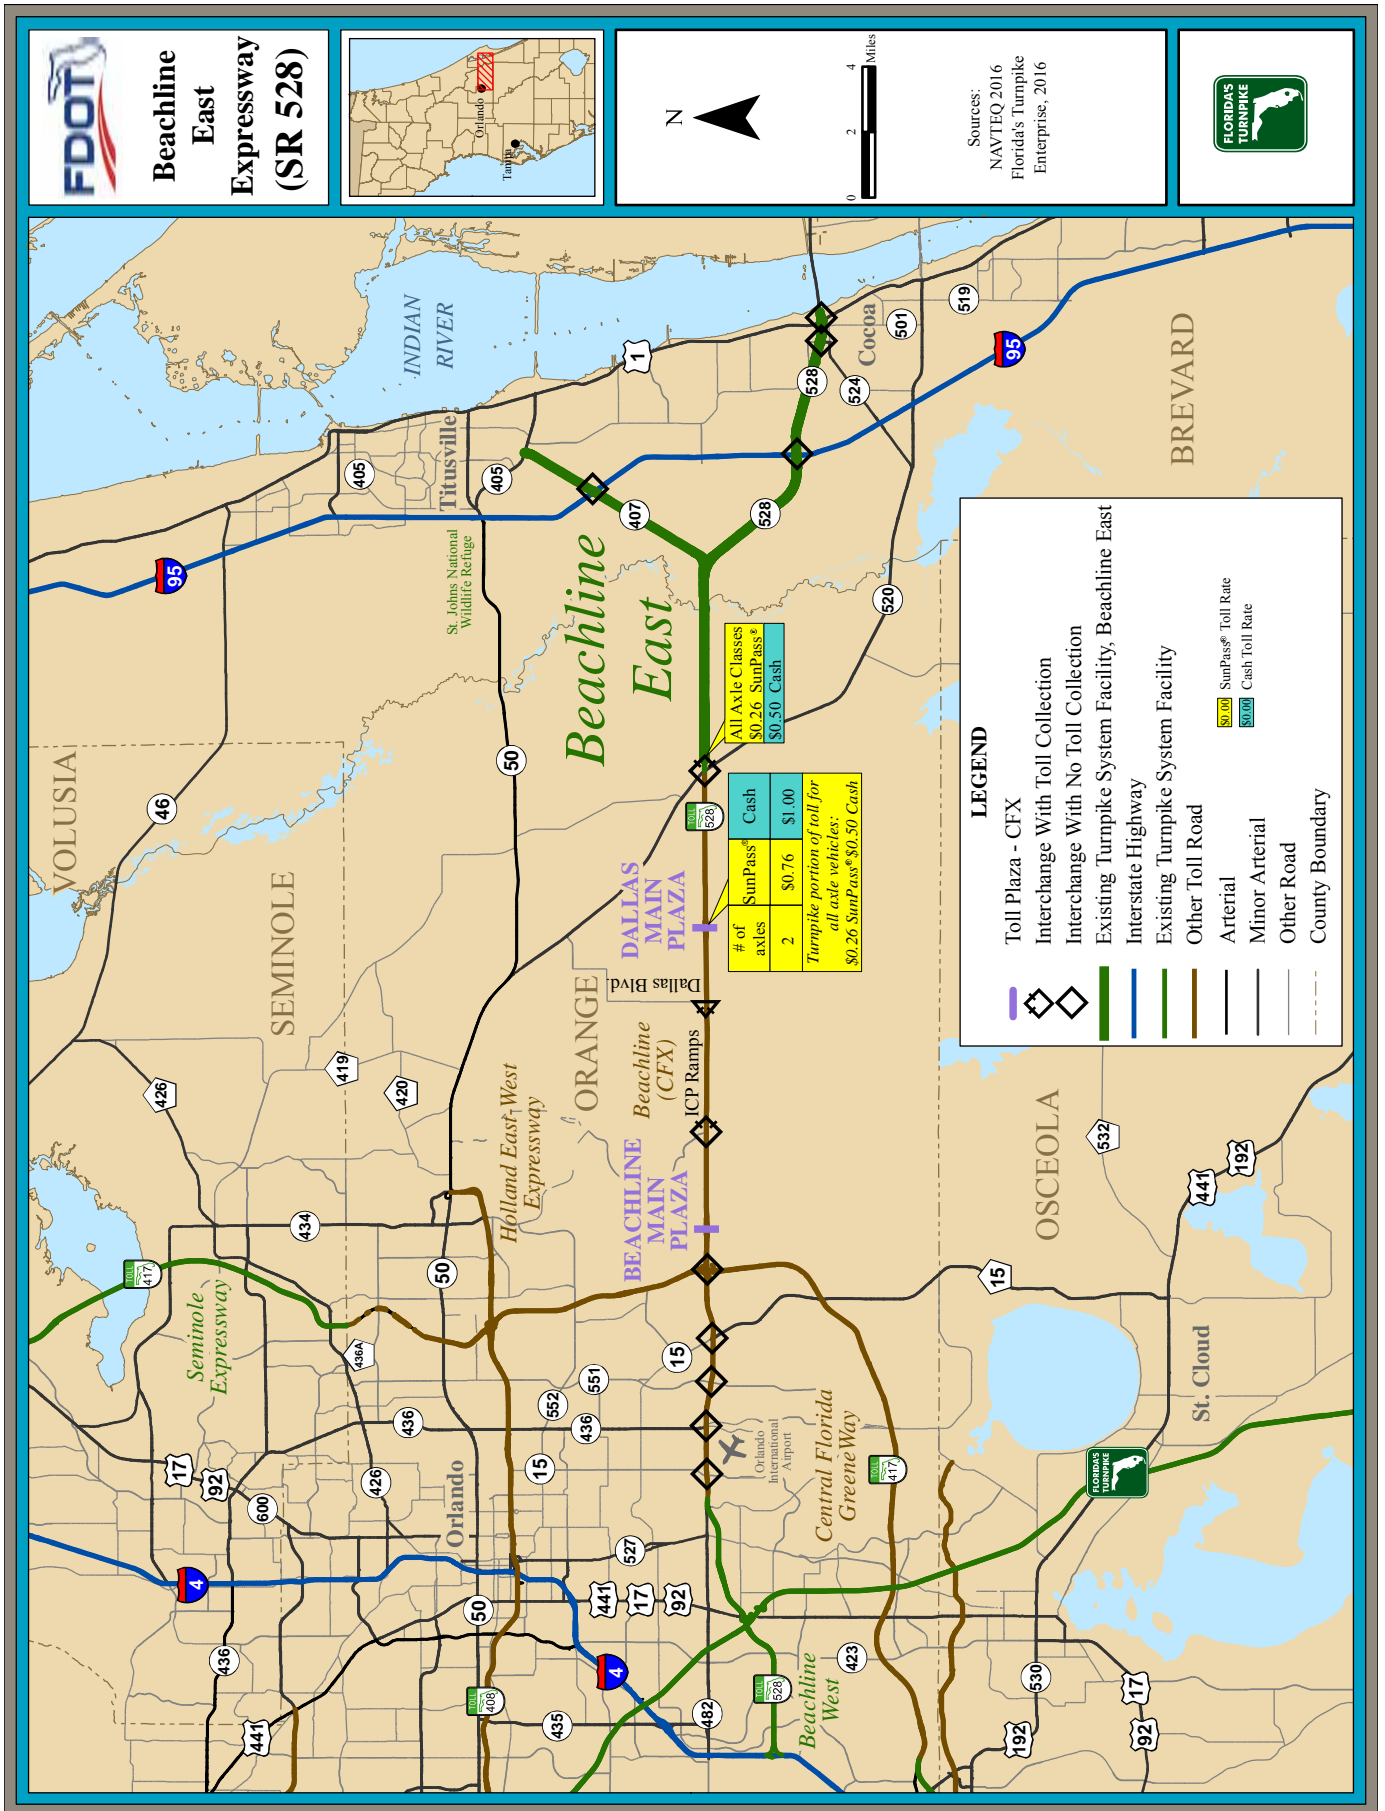 FDOT
Beachline
East
Expressway
(SR 528)
Orlando
Tampa
N
0
2
4
Miles
Sources:
NAVTEQ 2016
Florida's Turnpike
Enterprise, 2016
FLORIDA'S
TURNPIKE
VOLUSIA
SEMINOLE
ORANGE
OSCEOLA
BREVARD
INDIAN
RIVER
Titusville
Cocoa
Orlando
St. Cloud
St. Johns National
Wildlife Refuge
Beachline
East
Seminole
Expressway
Holland East-West
Expressway
Beachline
(CFX)
ICP Ramps
Dallas Blvd.
BEACHLINE
MAIN
PLAZA
DALLAS
MAIN
PLAZA
Central Florida
GreeneWay
Beachline
West
Orlando
International
Airport
All Axle Classes
$0.26 SunPass®
$0.50 Cash
# of
axles
SunPass®
Cash
2
$0.76
$1.00
Turnpike portion of toll for
all axle vehicles:
$0.26 SunPass® $0.50 Cash
LEGEND
Toll Plaza - CFX
Interchange With Toll Collection
Interchange With No Toll Collection
Existing Turnpike System Facility, Beachline East
Interstate Highway
Existing Turnpike System Facility
Other Toll Road
Arterial
Minor Arterial
Other Road
County Boundary
$0.00 SunPass® Toll Rate
$0.00 Cash Toll Rate
95
46
405
405
1
407
528
528
524
501
519
95
520
50
TOLL
528
426
419
420
434
TOLL
417
50
436A
436
426
17
92
600
4
436
441
50
TOLL
408
435
4
441
17
92
527
15
552
551
436
15
482
TOLL
528
423
TOLL
417
15
532
441
192
FLORIDA'S
TURNPIKE
530
192
17
92